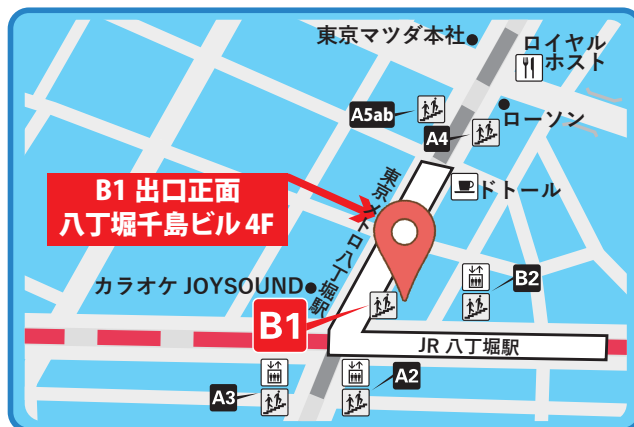 東京マツダ本社
ロイヤル
ホスト
A5ab
A4
ローソン
ドトール
B1 出口正面
八丁堀千島ビル 4F
東京メトロ八丁堀駅
カラオケ JOYSOUND
B1
B2
JR 八丁堀駅
A3
A2